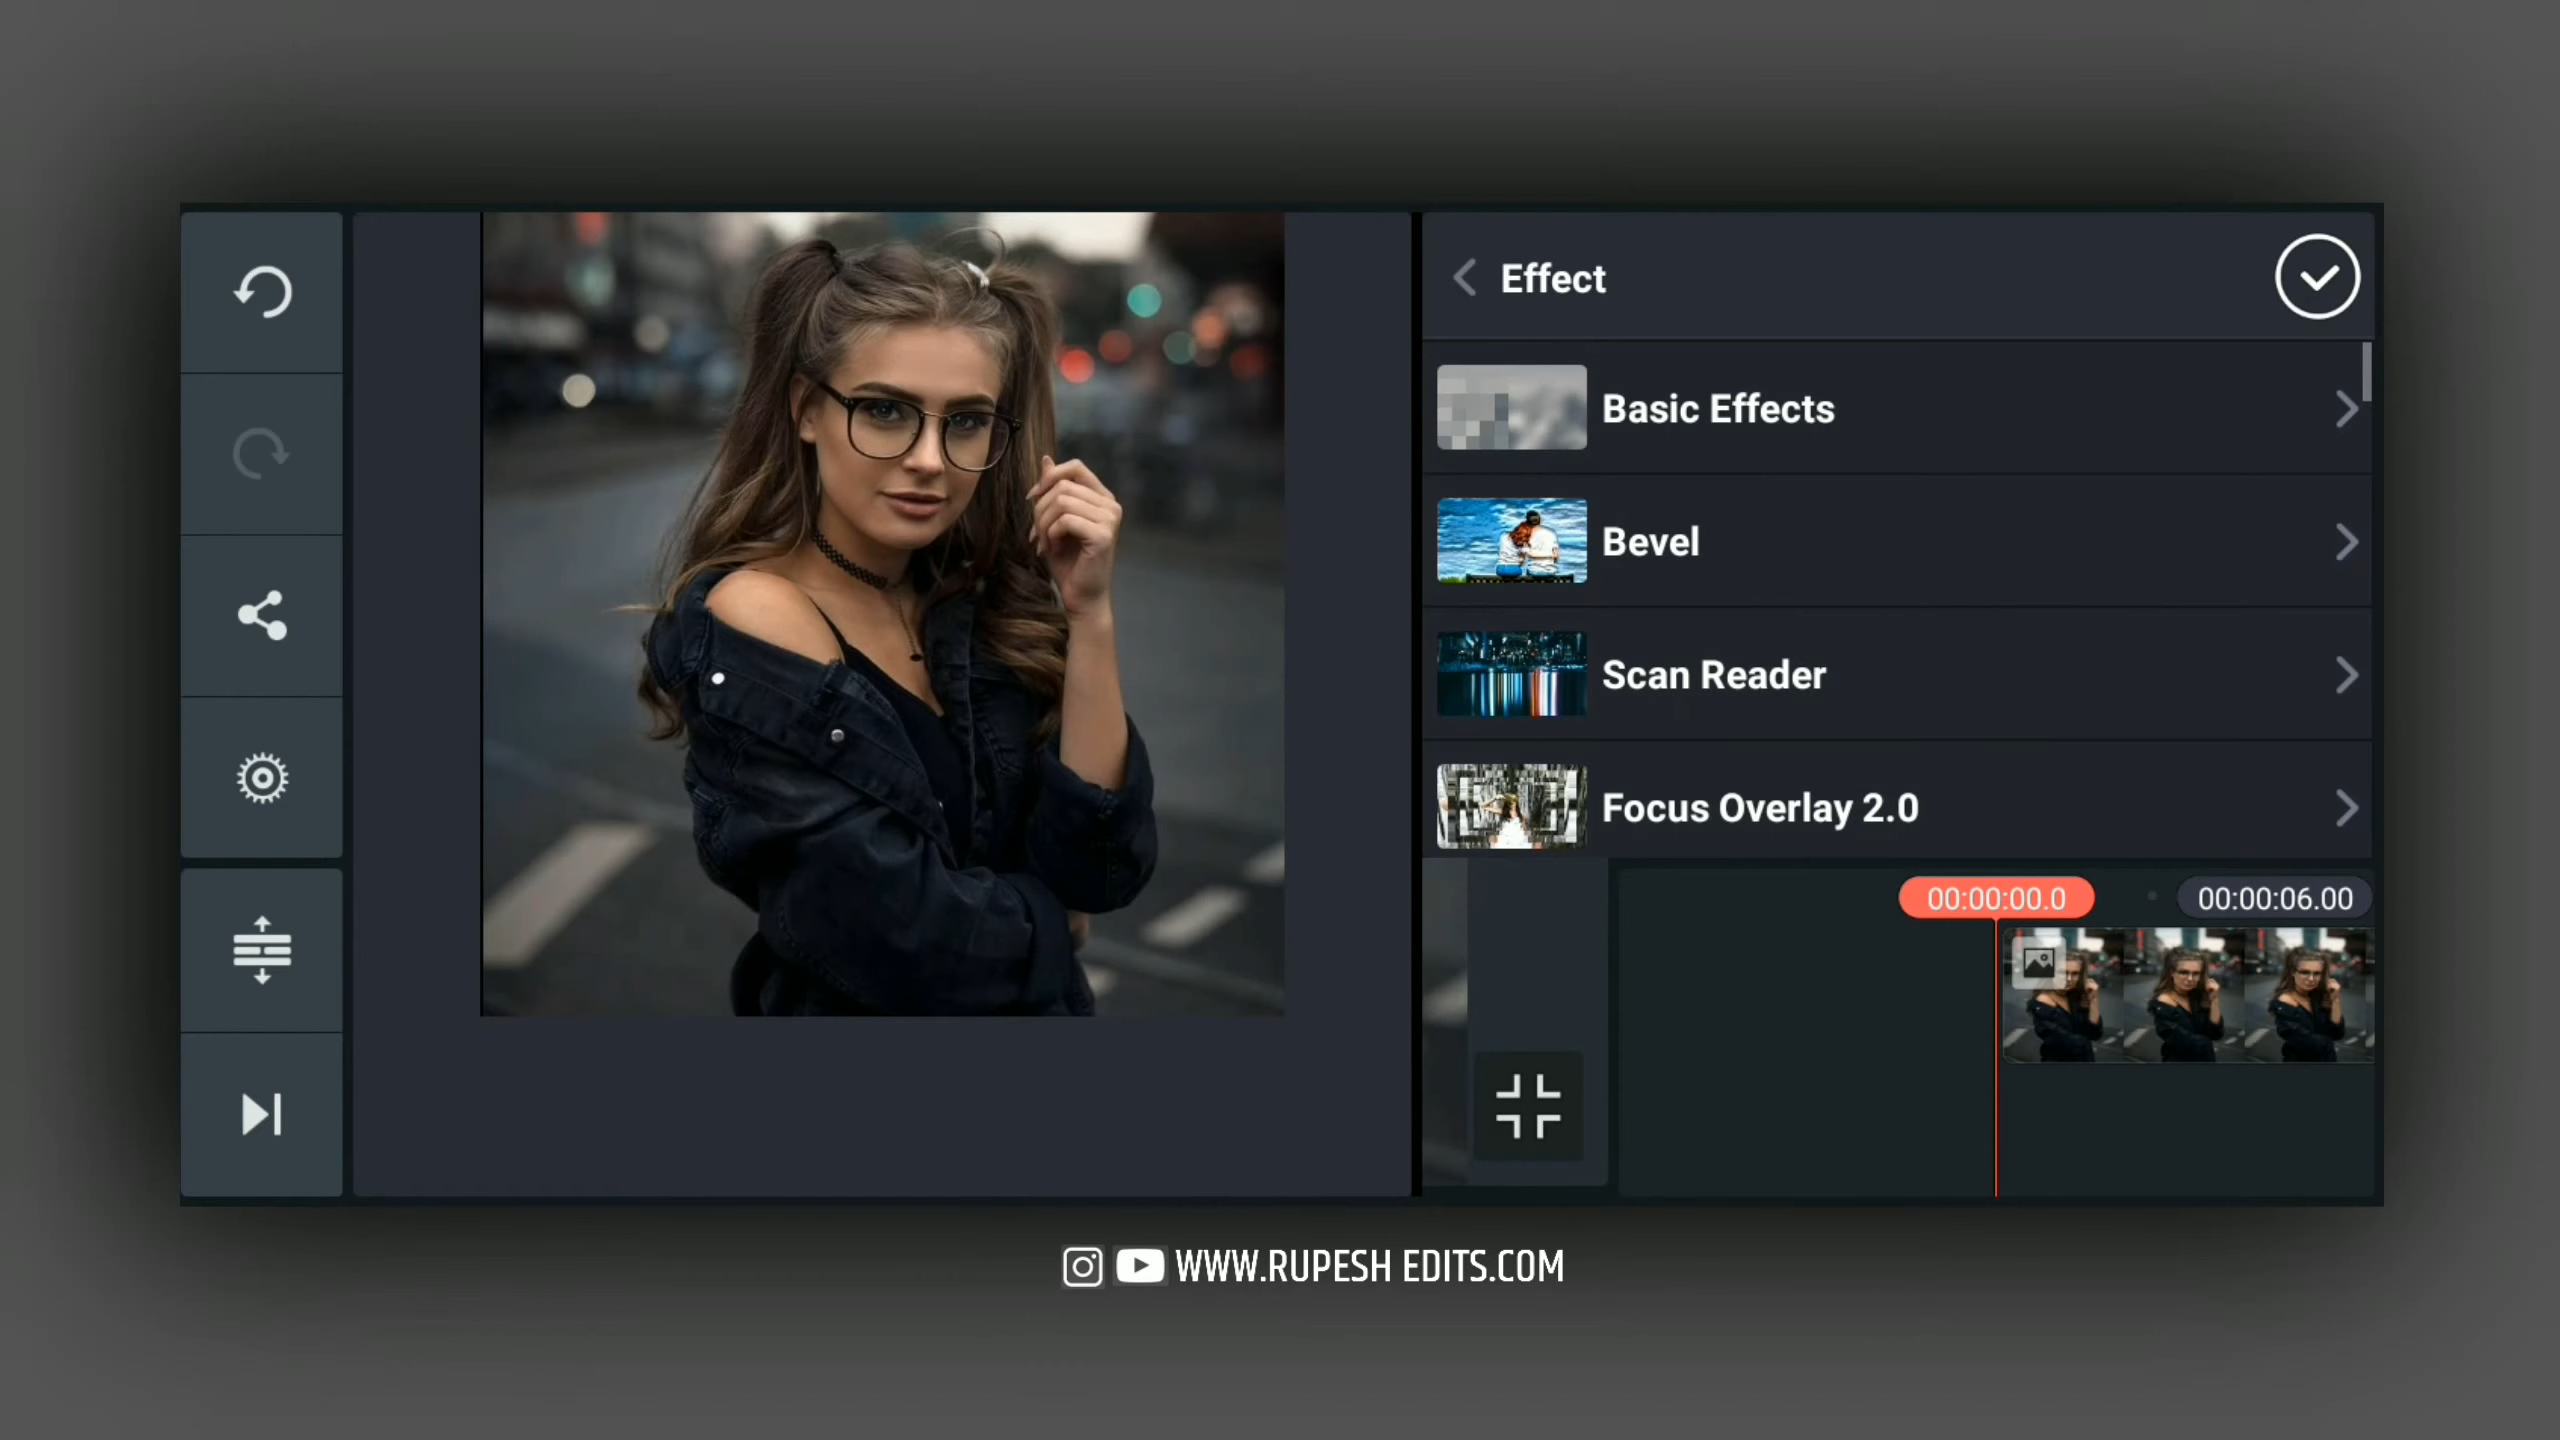 Effect
Basic Effects
Bevel
Scan Reader
Focus Overlay 2.0
00:00:00.0
00:00:06.00
WWW.RUPESH EDITS.COM